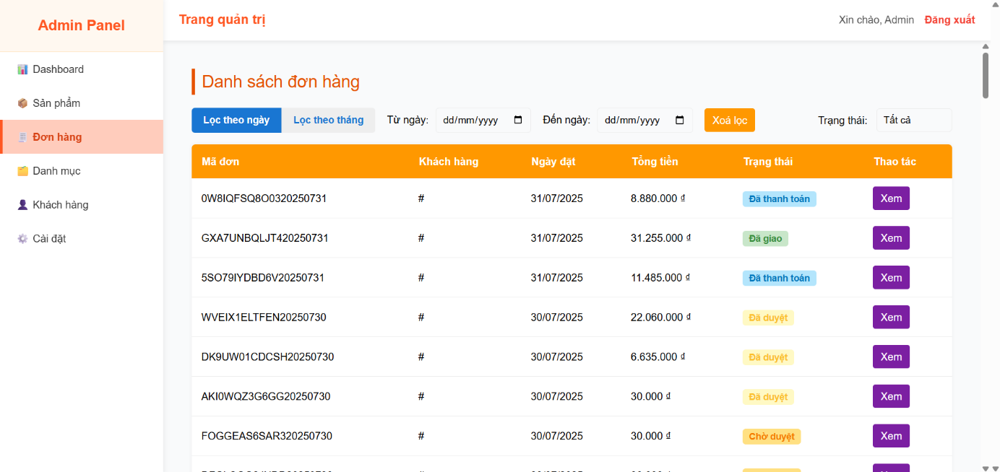 Admin Panel
Trang quản trị
Xin chào, Admin Đăng xuất
Dashboard
Sản phẩm
Đơn hàng
Danh mục
Khách hàng
Cài đặt
Danh sách đơn hàng
Lọc theo ngày Lọc theo tháng Từ ngày: dd/mm/yyyy Đến ngày: dd/mm/yyyy Xoá lọc Trạng thái: Tất cả
Mã đơn Khách hàng Ngày đặt Tổng tiền Trạng thái Thao tác
0W8IQFSQ8O0320250731 # 31/07/2025 8.880.000 ₫ Đã thanh toán Xem
GXA7UNBQLJT420250731 # 31/07/2025 31.255.000 ₫ Đã giao Xem
5SO79IYDBD6V20250731 # 31/07/2025 11.485.000 ₫ Đã thanh toán Xem
WVEIX1ELTFEN20250730 # 30/07/2025 22.060.000 ₫ Đã duyệt Xem
DK9UW01CDCSH20250730 # 30/07/2025 6.635.000 ₫ Đã duyệt Xem
AKI0WQZ3G6GG20250730 # 30/07/2025 30.000 ₫ Đã duyệt Xem
FOGGEAS6SAR320250730 # 30/07/2025 30.000 ₫ Chờ duyệt Xem